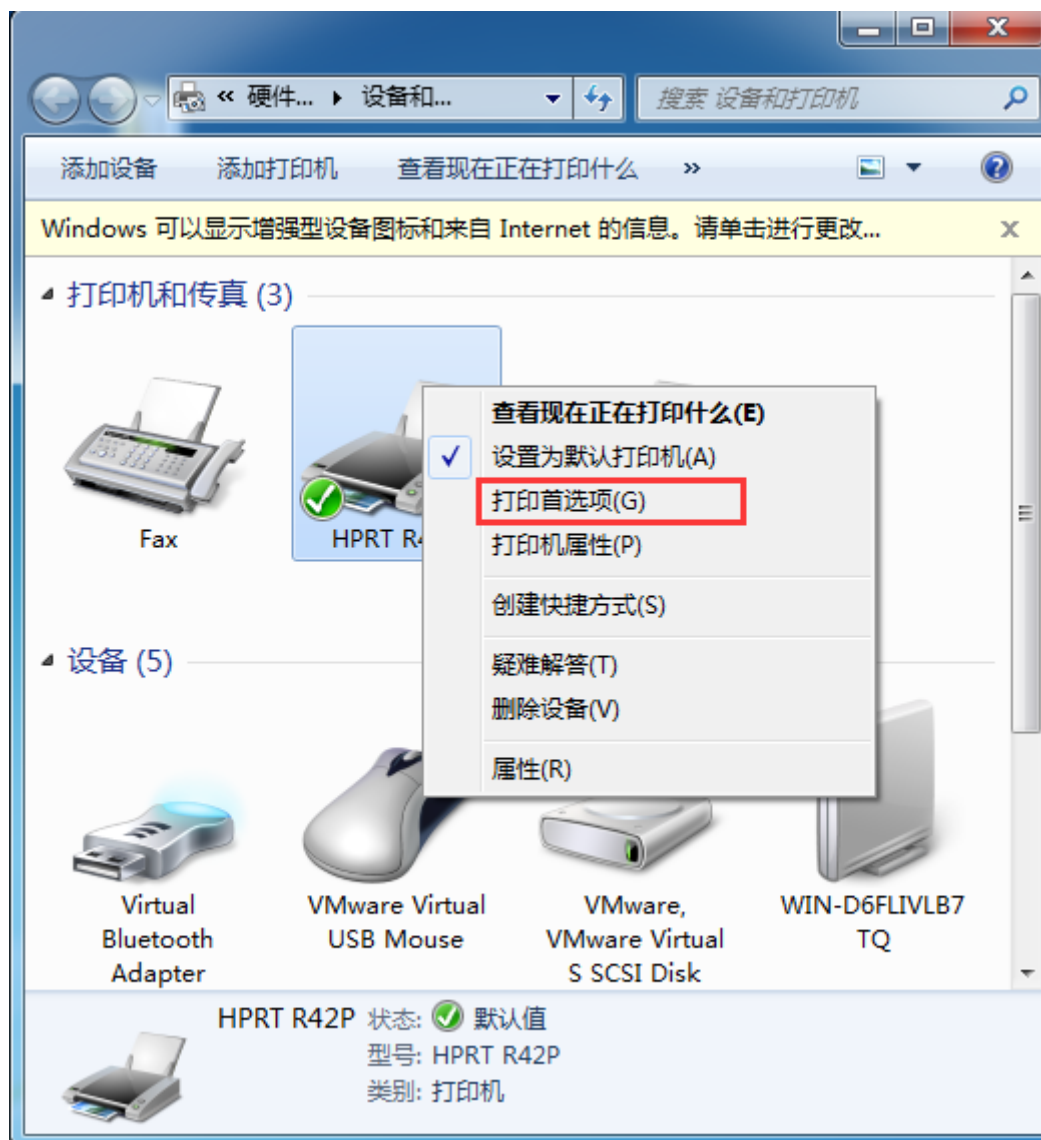 « 硬件... 设备和...
搜索 设备和打印机
添加设备 添加打印机 查看现在正在打印什么 »
Windows 可以显示增强型设备图标和来自 Internet 的信息。请单击进行更改... x
打印机和传真 (3)
Fax
HPRT R4
查看现在正在打印什么(E)
设置为默认打印机(A)
打印首选项(G)
打印机属性(P)
创建快捷方式(S)
疑难解答(T)
删除设备(V)
属性(R)
设备 (5)
Virtual
Bluetooth
Adapter
VMware Virtual
USB Mouse
VMware,
VMware Virtual
S SCSI Disk
WIN-D6FLIVLB7
TQ
HPRT R42P 状态: 默认值
型号: HPRT R42P
类别: 打印机